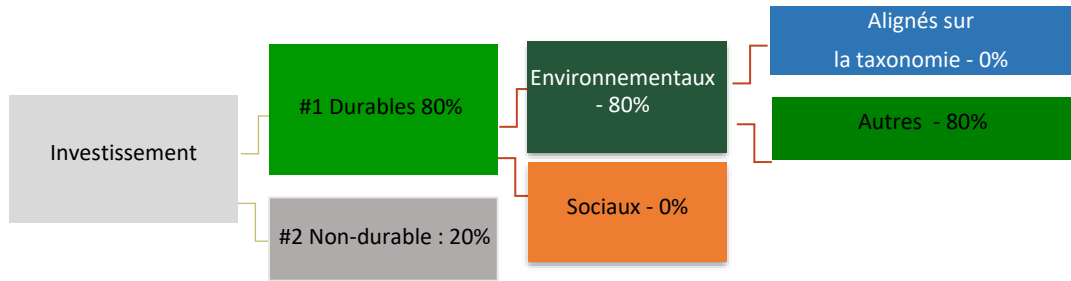 Investissement
#1 Durables 80%
#2 Non-durable : 20%
Environnementaux
- 80%
Sociaux - 0%
Alignés sur
la taxonomie - 0%
Autres - 80%